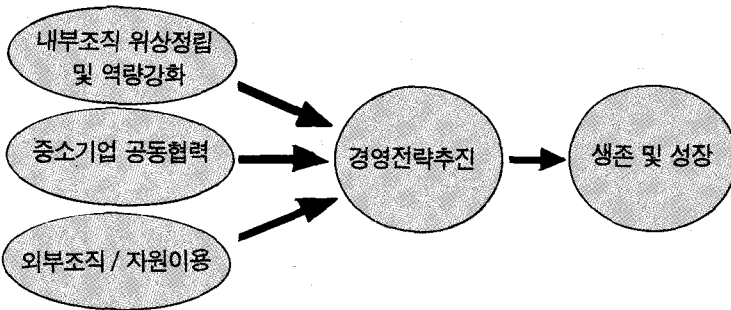 내부조직 위상정립
및 역량강화
중소기업 공동협력
외부조직 / 자원이용
경영전략추진
생존 및 성장